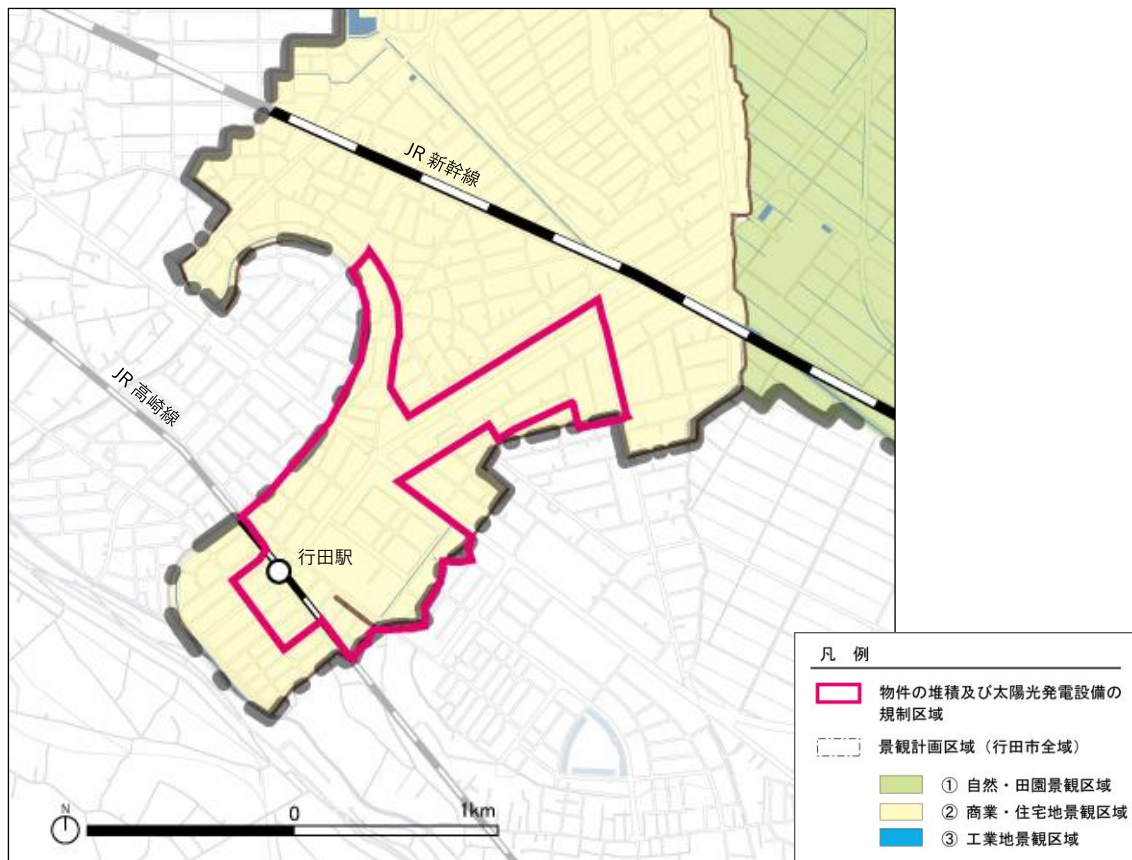 JR 新幹線
JR 高崎線
行田駅
N
0
1km
凡 例
物件の堆積及び太陽光発電設備の
規制区域
景観計画区域（行田市全域）
① 自然・田園景観区域
② 商業・住宅地景観区域
③ 工業地景観区域